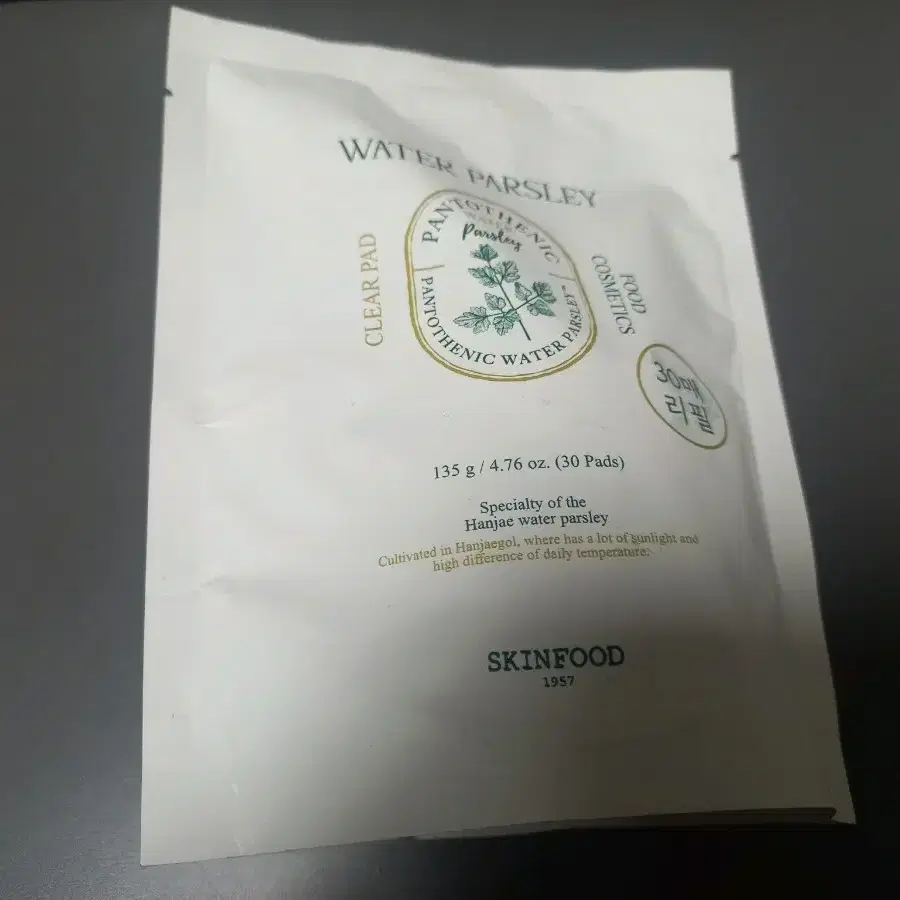 WATER PARSLEY
PANTOTHENIC
WATER
Parsley
PANTOTHENIC WATER PARSLEY™
CLEAR PAD
FOOD
COSMETICS
30매
리필
135 g / 4.76 oz. (30 Pads)
Specialty of the
Hanjae water parsley
Cultivated in Hanjaegol, where has a lot of sunlight and
high difference of daily temperature.
SKINFOOD
1957